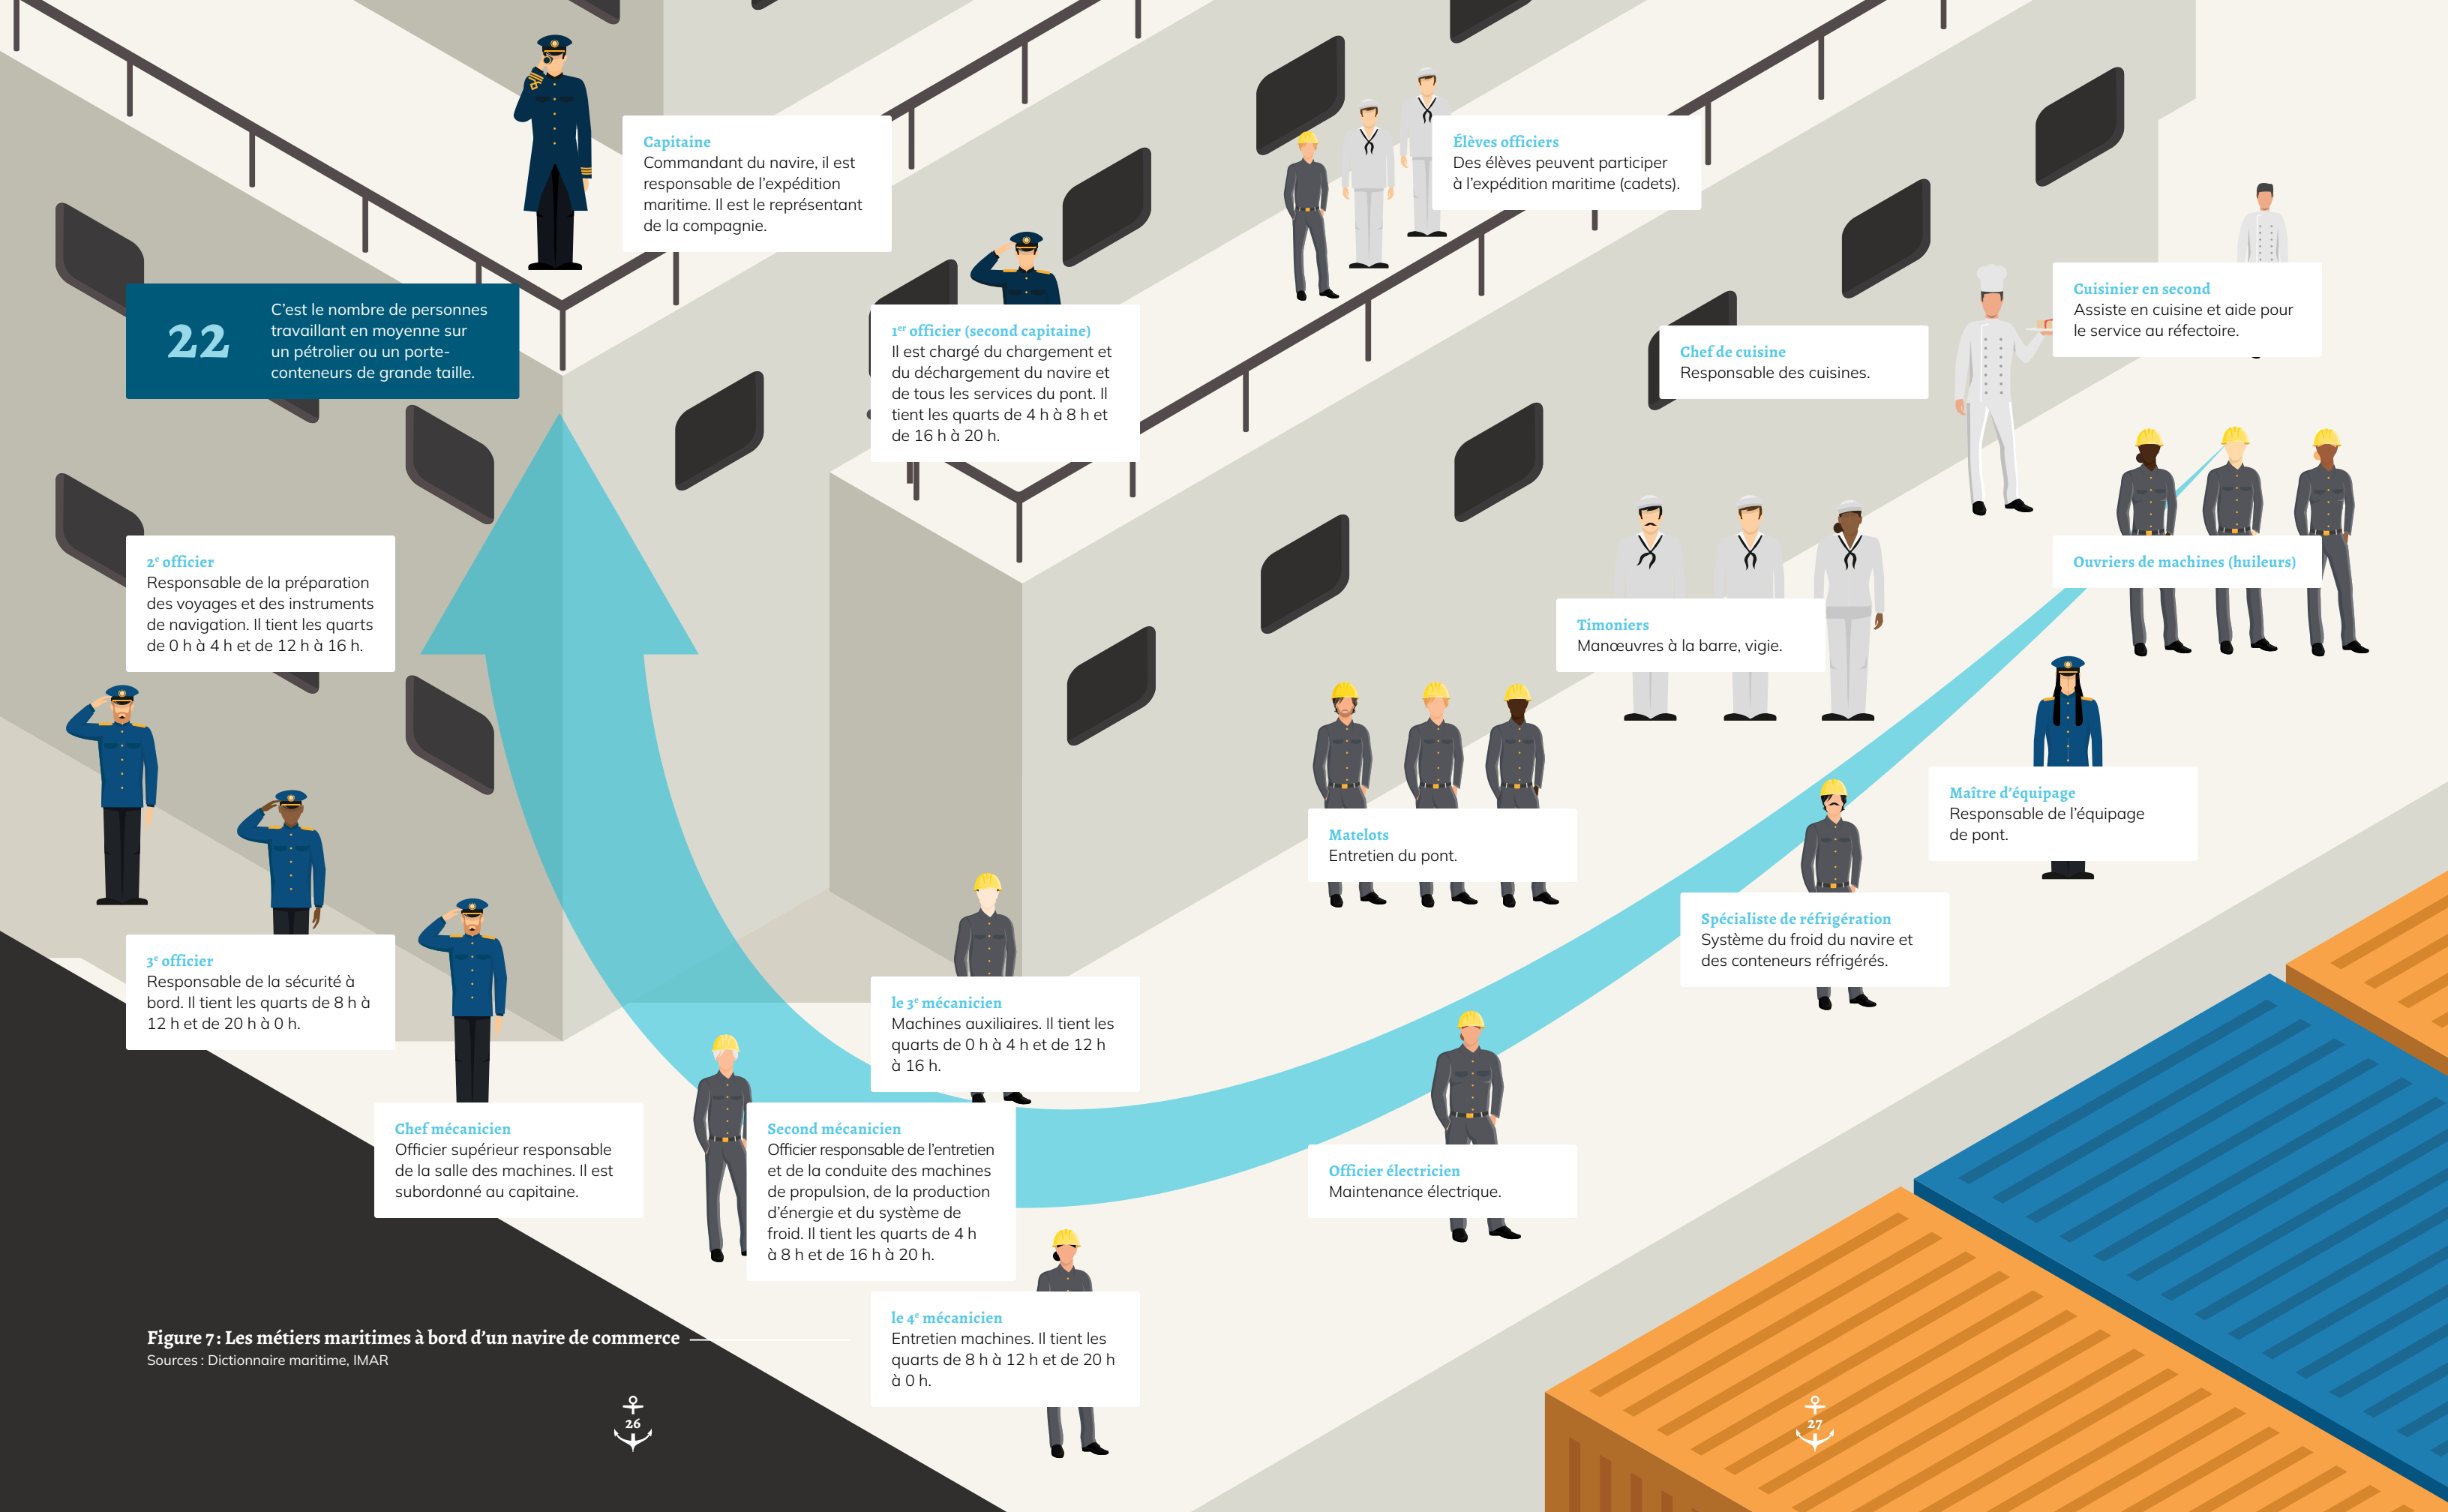 Capitaine
Commandant du navire, il est
responsable de l’expédition
maritime. Il est le représentant
de la compagnie.
Élèves officiers
Des élèves peuvent participer
à l’expédition maritime (cadets).
22
C’est le nombre de personnes
travaillant en moyenne sur
un pétrolier ou un porte-
conteneurs de grande taille.
1er officier (second capitaine)
Il est chargé du chargement et
du déchargement du navire et
de tous les services du pont. Il
tient les quarts de 4 h à 8 h et
de 16 h à 20 h.
Cuisinier en second
Assiste en cuisine et aide pour
le service au réfectoire.
Chef de cuisine
Responsable des cuisines.
2e officier
Responsable de la préparation
des voyages et des instruments
de navigation. Il tient les quarts
de 0 h à 4 h et de 12 h à 16 h.
Ouvriers de machines (huileurs)
Timoniers
Manœuvres à la barre, vigie.
Maître d’équipage
Responsable de l’équipage
de pont.
Matelots
Entretien du pont.
Spécialiste de réfrigération
Système du froid du navire et
des conteneurs réfrigérés.
3e officier
Responsable de la sécurité à
bord. Il tient les quarts de 8 h à
12 h et de 20 h à 0 h.
le 3e mécanicien
Machines auxiliaires. Il tient les
quarts de 0 h à 4 h et de 12 h
à 16 h.
Chef mécanicien
Officier supérieur responsable
de la salle des machines. Il est
subordonné au capitaine.
Second mécanicien
Officier responsable de l’entretien
et de la conduite des machines
de propulsion, de la production
d’énergie et du système de
froid. Il tient les quarts de 4 h
à 8 h et de 16 h à 20 h.
Officier électricien
Maintenance électrique.
le 4e mécanicien
Entretien machines. Il tient les
quarts de 8 h à 12 h et de 20 h
à 0 h.
Figure 7 : Les métiers maritimes à bord d’un navire de commerce
Sources : Dictionnaire maritime, IMAR
26
27